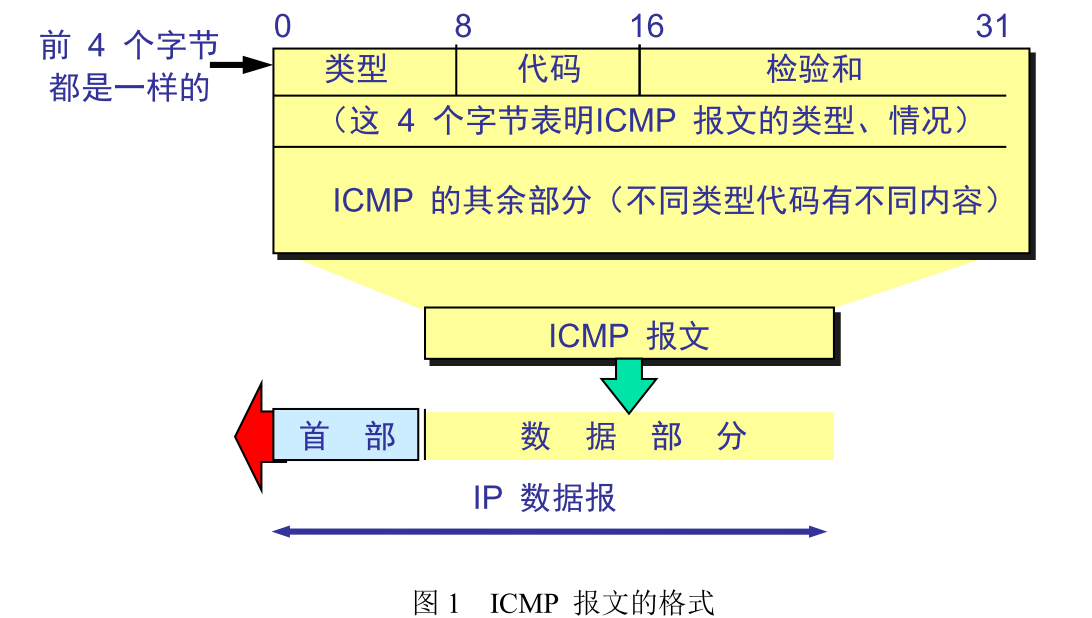 0 8 16 31
前 4 个字节
都是一样的
类型 代码 检验和
（这 4 个字节表明ICMP 报文的类型、情况）
ICMP 的其余部分（不同类型代码有不同内容）
ICMP 报文
首 部 数 据 部 分
IP 数据报
图 1 ICMP 报文的格式